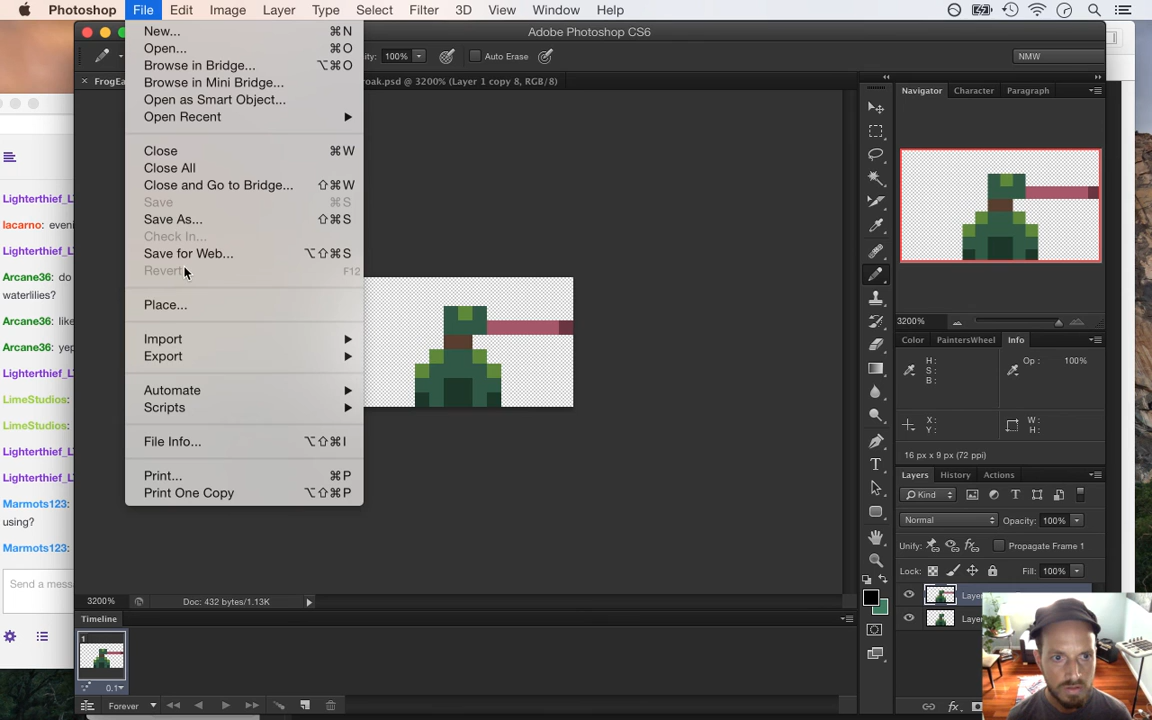 Photoshop File Edit Image Layer Type Select Filter 3D View Window Help
Adobe Photoshop CS6
100% Auto Erase NMW
roak.psd @ 3200% (Layer 1 copy 8, RGB/8)
New... ⌘N
Open... ⌘O
Browse in Bridge... ⌥⌘O
Browse in Mini Bridge...
Open as Smart Object...
Open Recent ▶
Close ⌘W
Close All
Close and Go to Bridge... ⇧⌘W
Save ⌘S
Save As... ⇧⌘S
Check In...
Save for Web... ⌥⇧⌘S
Revert F12
Place...
Import ▶
Export ▶
Automate ▶
Scripts ▶
File Info... ⌥⇧⌘I
Print... ⌘P
Print One Copy ⌥⇧⌘P
lacarno:
Arcane36: do
waterlilies?
Arcane36:
Arcane36:
LimeStudios:
LimeStudios:
Marmots123:
using?
Marmots123:
Send a
Navigator Character Paragraph
3200%
Color PaintersWheel Info
H: Op: 100%
S:
B:
X: W:
Y: H:
16 px x 9 px (72 ppi)
Layers History Actions
Kind
Normal Opacity: 100%
Unify: Propagate Frame 1
Lock: Fill: 100%
3200% Doc: 432 bytes/1.13K
Timeline
1
0.1
Forever